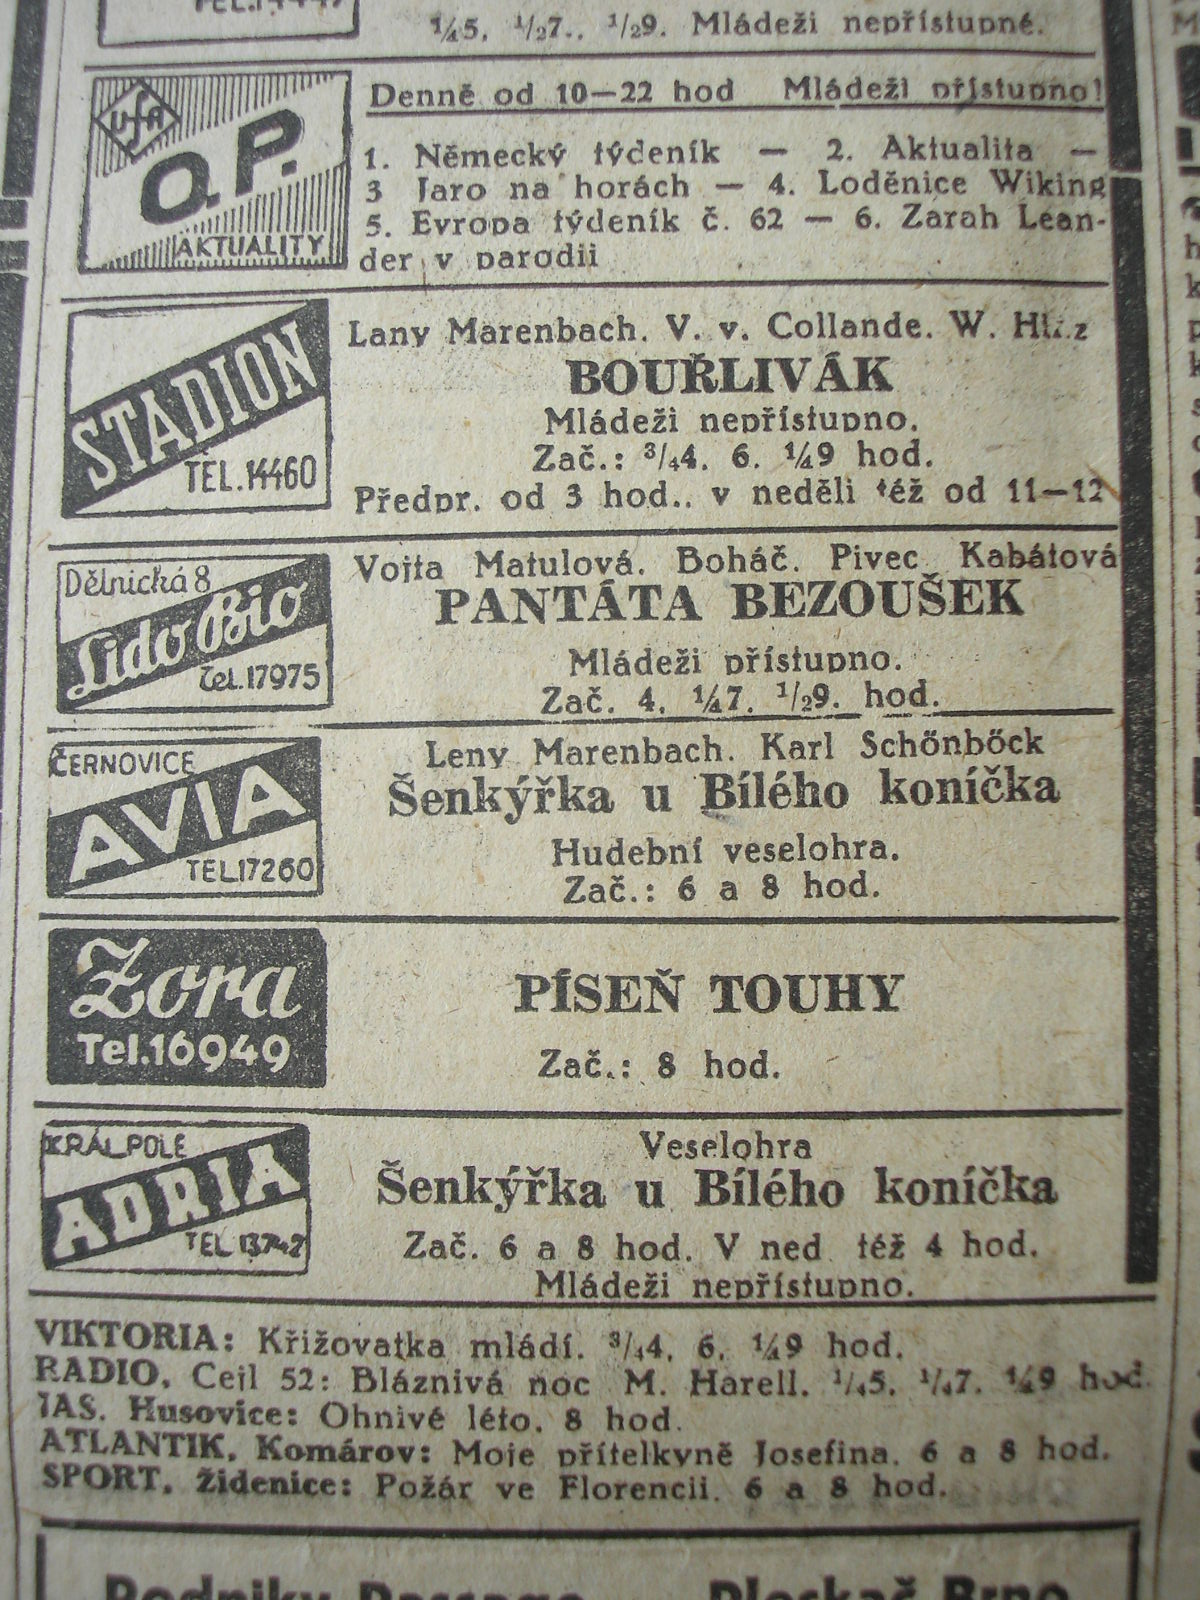 ¼5, ½7., ½9. Mládeži nepřístupné.
Ufa
O.P.
AKTUALITY
Denně od 10—22 hod Mládeži přístupno!
1. Německý týdeník — 2. Aktualita —
3 Jaro na horách — 4. Loděnice Wiking
5. Evropa týdeník č. 62 — 6. Zarah Lean-
der v parodii
STADION
TEL.14460
Lany Marenbach, V. v. Collande, W.
BOUŘLIVÁK
Mládeži nepřístupno.
Zač.: ¾4, 6, ¼9 hod.
Předpr. od 3 hod., v neděli též od 11—12
Dělnická 8
Lido Bio
Tel.17975
Vojta Matulová, Boháč, Pivec Kabátová
PANTÁTA BEZOUŠEK
Mládeži přístupno.
Zač. 4, ¼7, ½9. hod.
ČERNOVICE
AVIA
TEL.17260
Leny Marenbach, Karl Schönböck
Šenkýřka u Bílého koníčka
Hudební veselohra.
Zač.: 6 a 8 hod.
Zora
Tel.16949
PÍSEŇ TOUHY
Zač.: 8 hod.
KRÁL.POLE
ADRIA
TEL 13742
Veselohra
Šenkýřka u Bílého koníčka
Zač. 6 a 8 hod. V ned též 4 hod.
Mládeži nepřístupno.
VIKTORIA: Křižovatka mládí. ¾4, 6, ¼9 hod.
RADIO, Cejl 52: Bláznivá noc M. Harell. ¼5, ¼7, ¼9 hod.
JAS, Husovice: Ohnivé léto, 8 hod.
ATLANTIK, Komárov: Moje přítelkyně Josefina, 6 a 8 hod.
SPORT, Židenice: Požár ve Florencii, 6 a 8 hod.